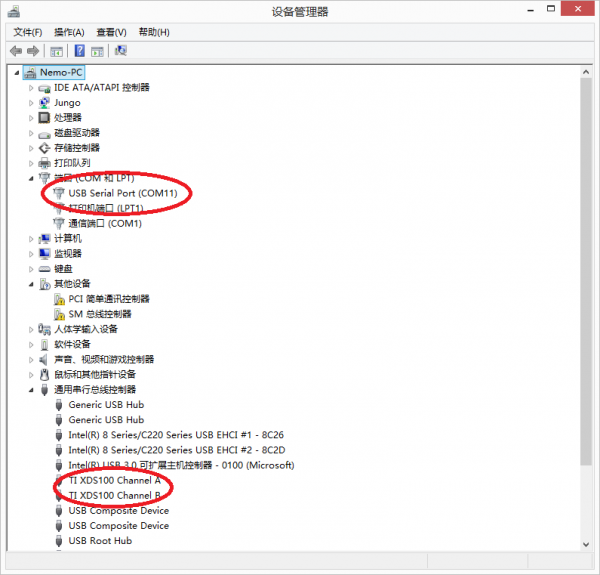 设备管理器
文件(F) 操作(A) 查看(V) 帮助(H)
Nemo-PC
IDE ATA/ATAPI 控制器
Jungo
处理器
磁盘驱动器
存储控制器
打印队列
端口 (COM 和 LPT)
USB Serial Port (COM11)
打印机端口 (LPT1)
通信端口 (COM1)
计算机
监视器
键盘
其他设备
PCI 简单通讯控制器
SM 总线控制器
人体学输入设备
软件设备
声音、视频和游戏控制器
鼠标和其他指针设备
通用串行总线控制器
Generic USB Hub
Generic USB Hub
Intel(R) 8 Series/C220 Series USB EHCI #1 - 8C26
Intel(R) 8 Series/C220 Series USB EHCI #2 - 8C2D
Intel(R) USB 3.0 可扩展主机控制器 - 0100 (Microsoft)
TI XDS100 Channel A
TI XDS100 Channel B
USB Composite Device
USB Composite Device
USB Root Hub